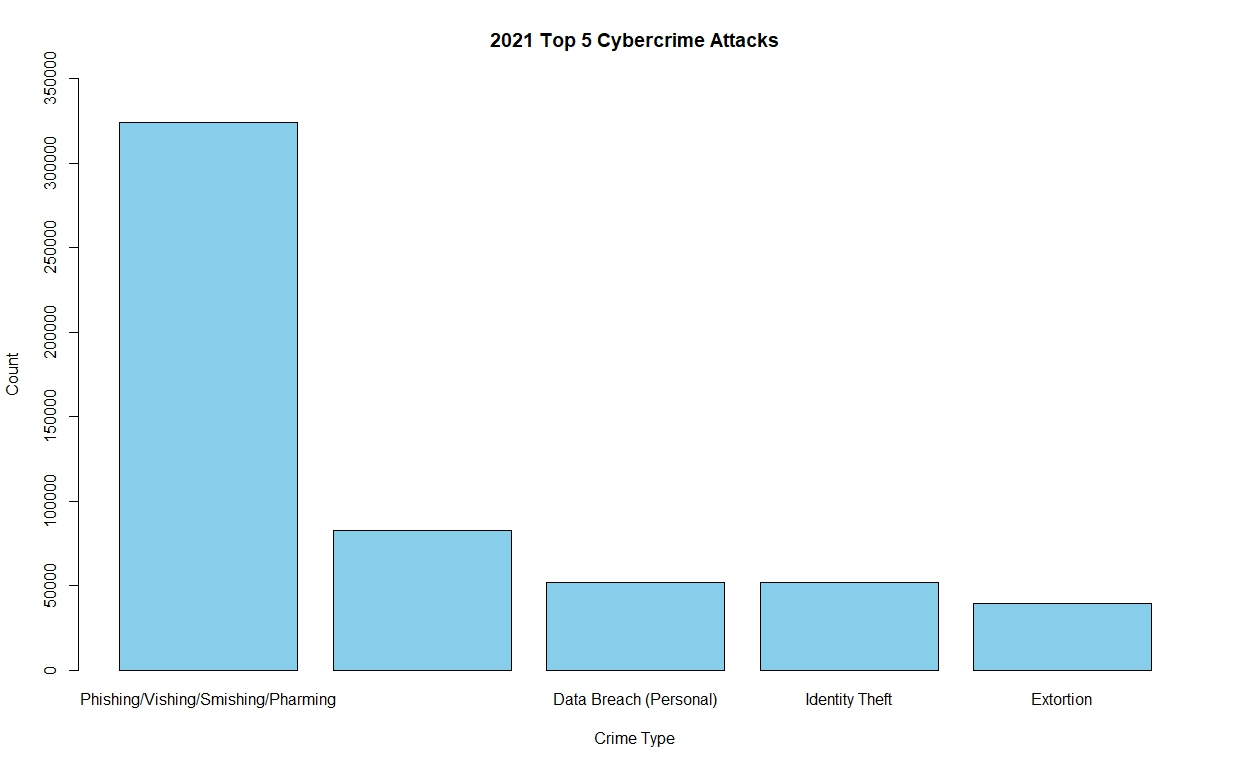 2021 Top 5 Cybercrime Attacks
350000
300000
250000
200000
150000
100000
50000
0
Count
Phishing/Vishing/Smishing/Pharming
Data Breach (Personal)
Identity Theft
Extortion
Crime Type